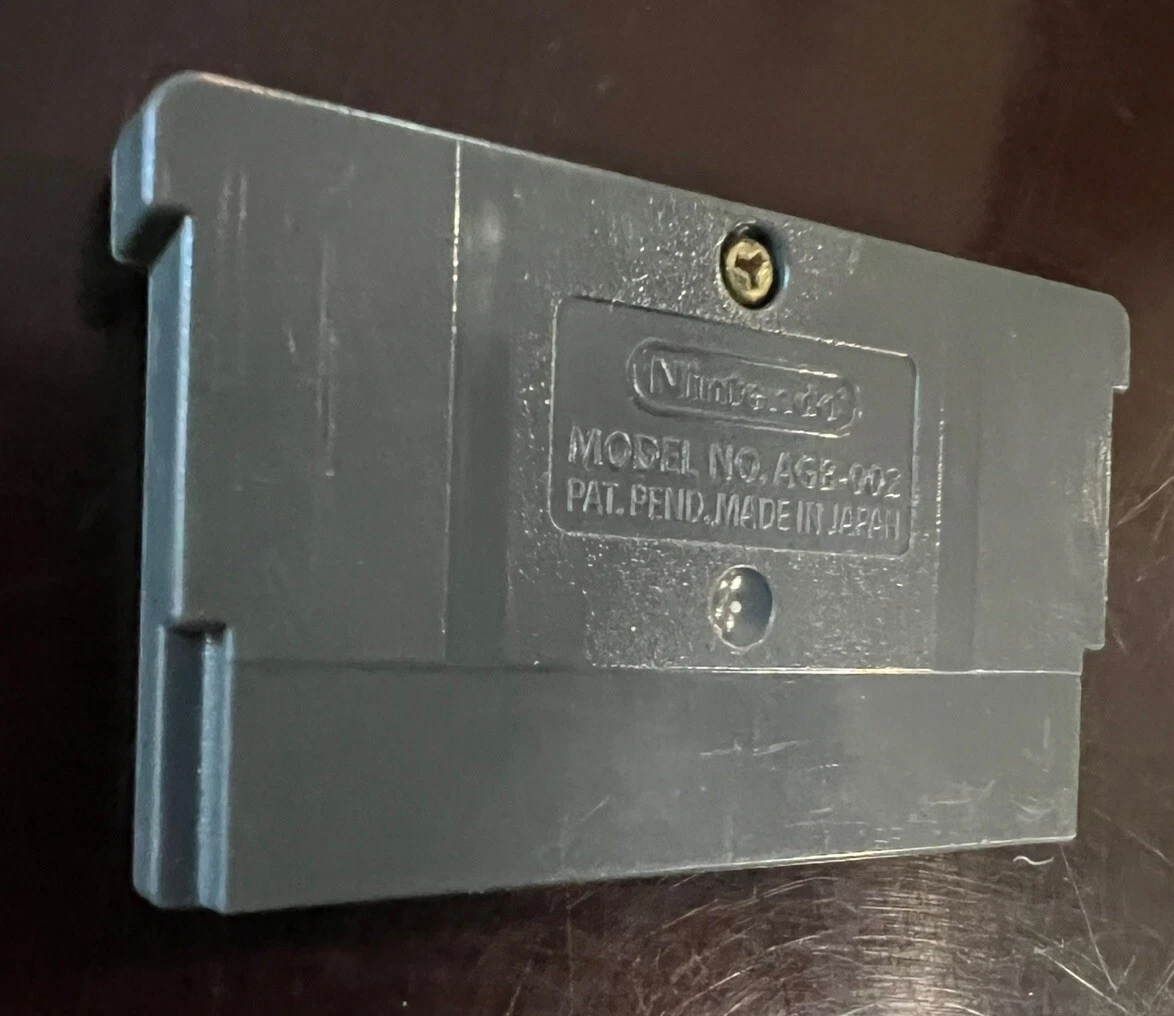 Nintendo
MODEL NO. AGB-002
PAT. PEND. MADE IN JAPAN